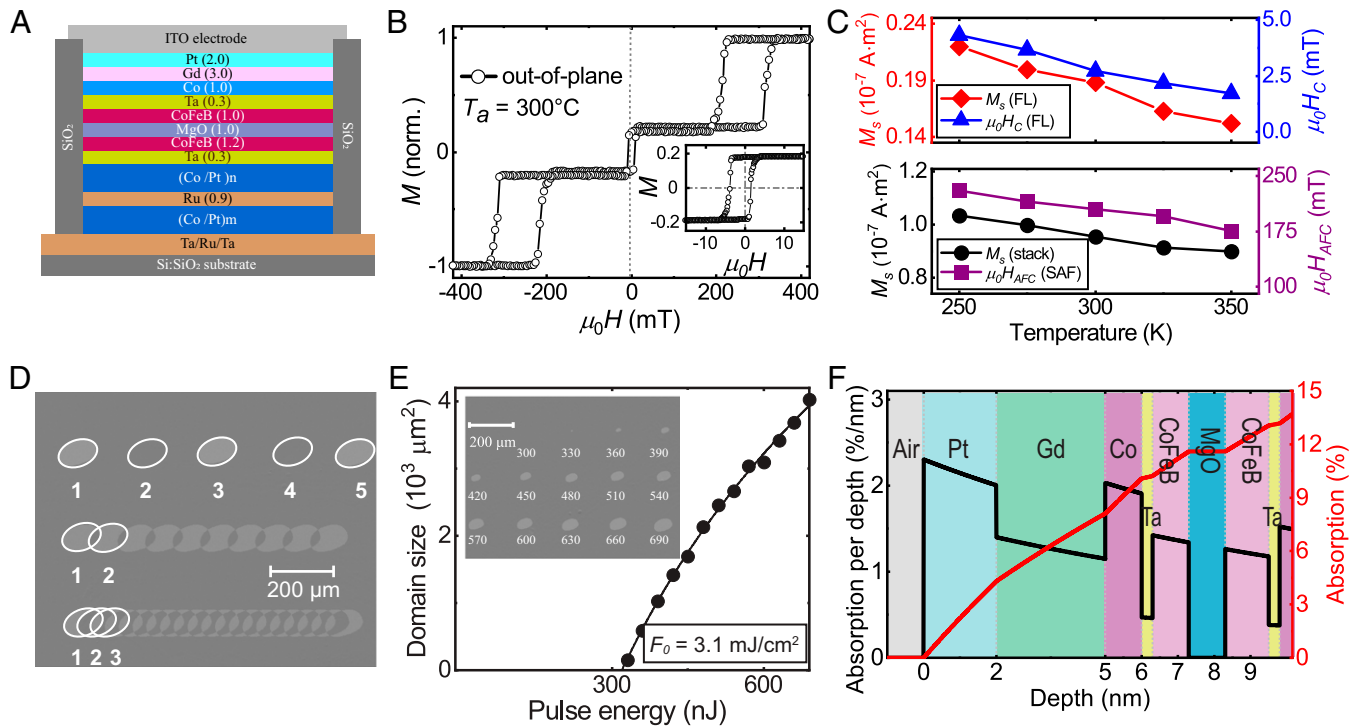 A
ITO electrode
Pt (2.0)
Gd (3.0)
Co (1.0)
Ta (0.3)
CoFeB (1.0)
MgO (1.0)
CoFeB (1.2)
Ta (0.3)
(Co /Pt)n
Ru (0.9)
(Co /Pt)m
Ta/Ru/Ta
Si:SiO₂ substrate
SiO₂
SiO₂
B
M (norm.)
1
0
-1
out-of-plane
Tₐ = 300°C
-400 -200 0 200 400
μ₀H (mT)
M
0.2
0
-0.2
-10 0 10
μ₀H
C
Mₛ (10⁻⁷ A·m²)
0.24
0.19
0.14
Mₛ (FL)
μ₀H_C (FL)
5.0
2.5
0.0
μ₀H_C (mT)
Mₛ (10⁻⁷ A·m²)
1.2
1.0
0.8
Mₛ (stack)
μ₀H_AFC (SAF)
250
175
100
μ₀H_AFC (mT)
250 300 350
Temperature (K)
D
1 2 3 4 5
1 2
200 μm
1 2 3
E
Domain size (10³ μm²)
4
2
0
200 μm
300 330 360 390
420 450 480 510 540
570 600 630 660 690
F₀ = 3.1 mJ/cm²
300 600
Pulse energy (nJ)
F
Absorption per depth (%/nm)
3
2
1
0
Air
Pt
Gd
Co
Ta
CoFeB
MgO
CoFeB
Ta
15
12
9
6
3
0
Absorption (%)
0 2 5 6 7 8 9
Depth (nm)